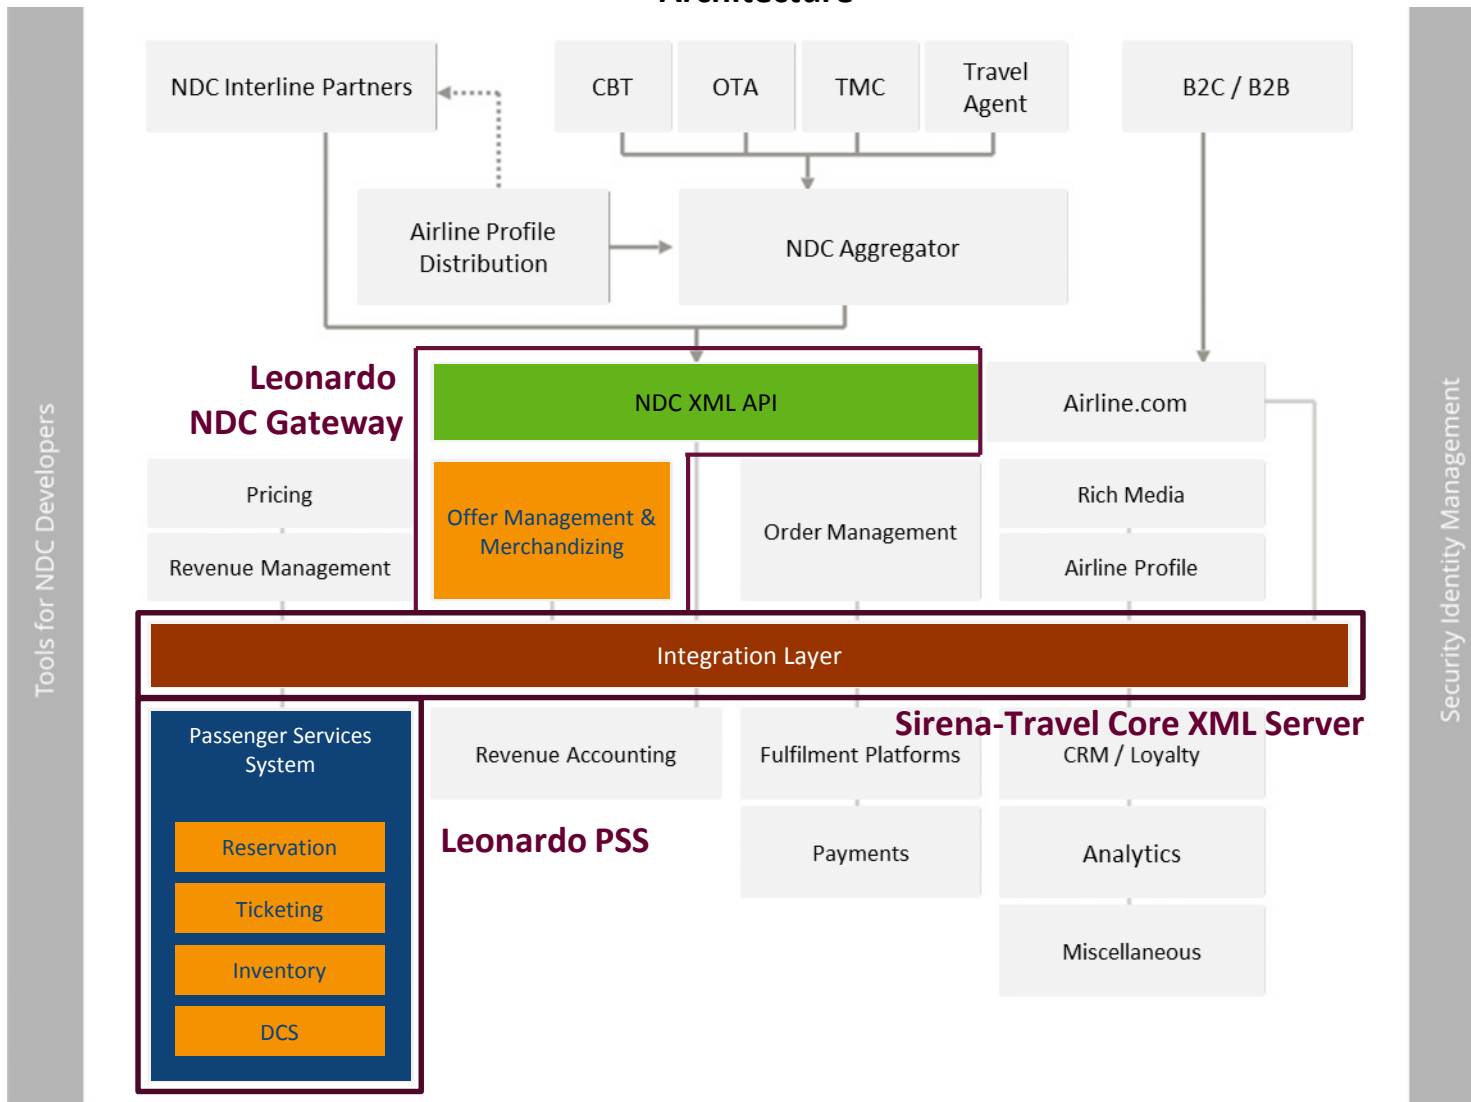 Architecture
NDC Interline Partners
CBT
OTA
TMC
Travel
Agent
B2C / B2B
Airline Profile
Distribution
NDC Aggregator
Leonardo
NDC Gateway
NDC XML API
Airline.com
Pricing
Revenue Management
Offer Management &
Merchandizing
Order Management
Rich Media
Airline Profile
Integration Layer
Sirena-Travel Core XML Server
Passenger Services
System
Reservation
Ticketing
Inventory
DCS
Leonardo PSS
Revenue Accounting
Fulfilment Platforms
Payments
CRM / Loyalty
Analytics
Miscellaneous
Tools for NDC Developers
Security Identity Management